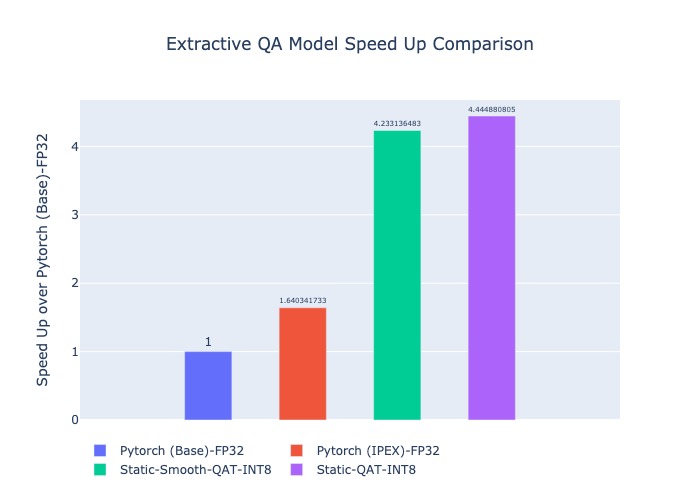 Extractive QA Model Speed Up Comparison
Speed Up over Pytorch (Base)-FP32
4
3
2
1
0
1
1.640341733
4.233136483
4.444880805
Pytorch (Base)-FP32
Pytorch (IPEX)-FP32
Static-Smooth-QAT-INT8
Static-QAT-INT8